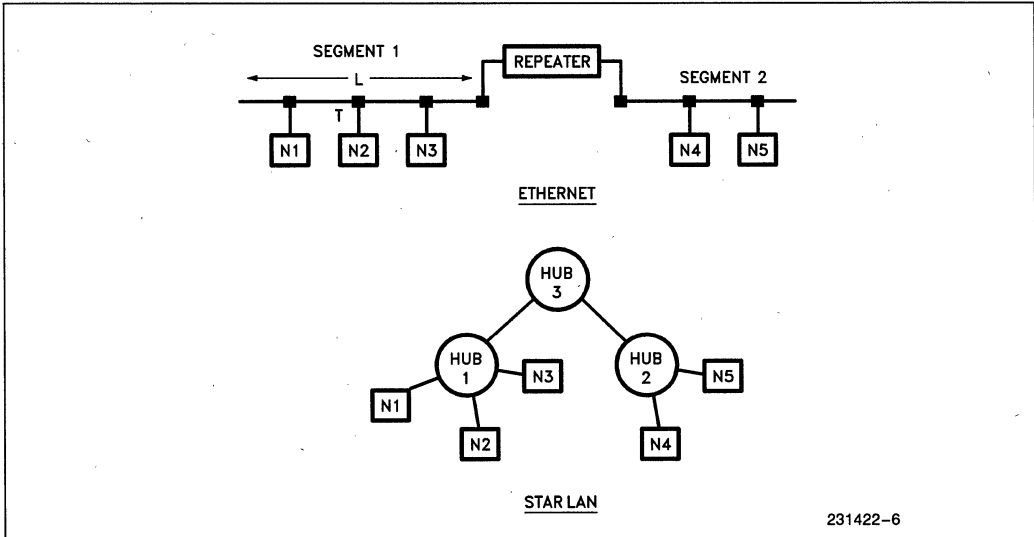 SEGMENT 1
L
REPEATER
SEGMENT 2
T
N1
N2
N3
N4
N5
ETHERNET
HUB
3
HUB
1
HUB
2
N3
N5
N1
N2
N4
STAR LAN
231422-6